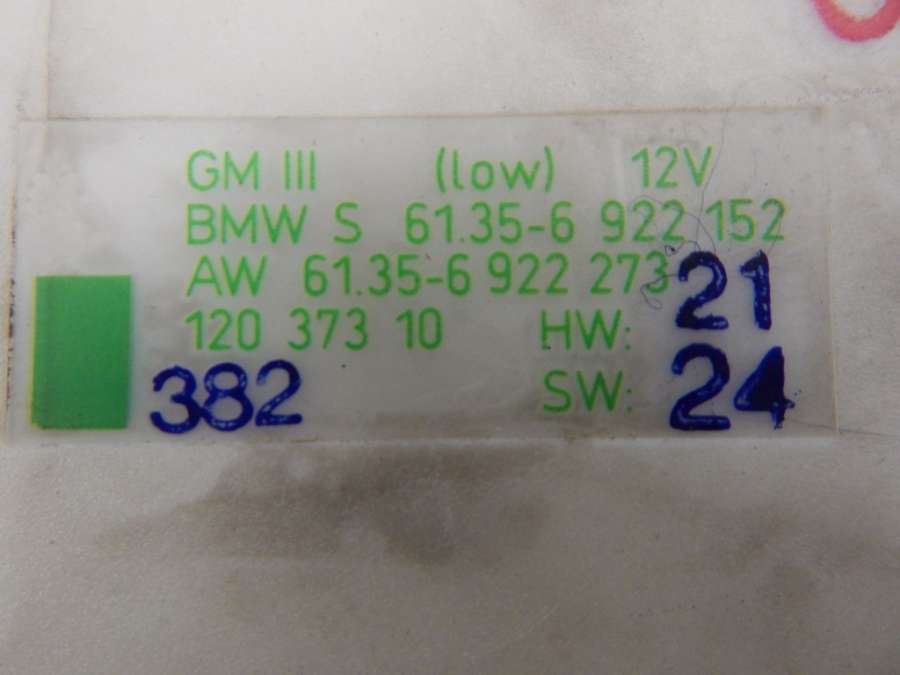 GM III (low) 12V
BMW S 61.35-6 922 152
AW 61.35-6 922 273
120 373 10 HW: 21
382 SW: 24